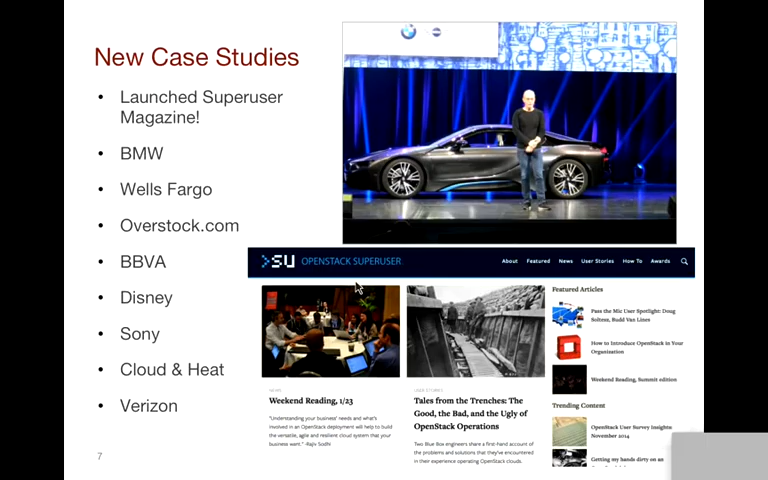 New Case Studies
• Launched Superuser
Magazine!
• BMW
• Wells Fargo
• Overstock.com
• BBVA
• Disney
• Sony
• Cloud & Heat
• Verizon
7
>SU OPENSTACK SUPERUSER
About Featured News User Stories How To Awards
NEWS
Weekend Reading, 1/23
"Understanding your business' needs and what's
involved in an OpenStack deployment will help to build
the versatile, agile and resilient cloud system that your
business want." -Rajiv Sodhi
USER STORIES
Tales from the Trenches: The
Good, the Bad, and the Ugly of
OpenStack Operations
Two Blue Box engineers share a first-hand account of
the problems and solutions that they've encountered
in their experience operating OpenStack clouds.
Featured Articles
Pass the Mic User Spotlight: Doug
Soltesz, Budd Van Lines
How to Introduce OpenStack in Your
Organization
Weekend Reading, Summit edition
Trending Content
OpenStack User Survey Insights:
November 2014
Getting my hands dirty on an